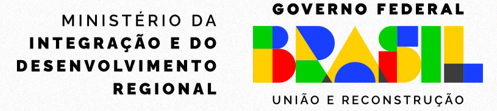 MINISTÉRIO DA
INTEGRAÇÃO E DO
DESENVOLVIMENTO
REGIONAL
GOVERNO FEDERAL
BRASIL
UNIÃO E RECONSTRUÇÃO